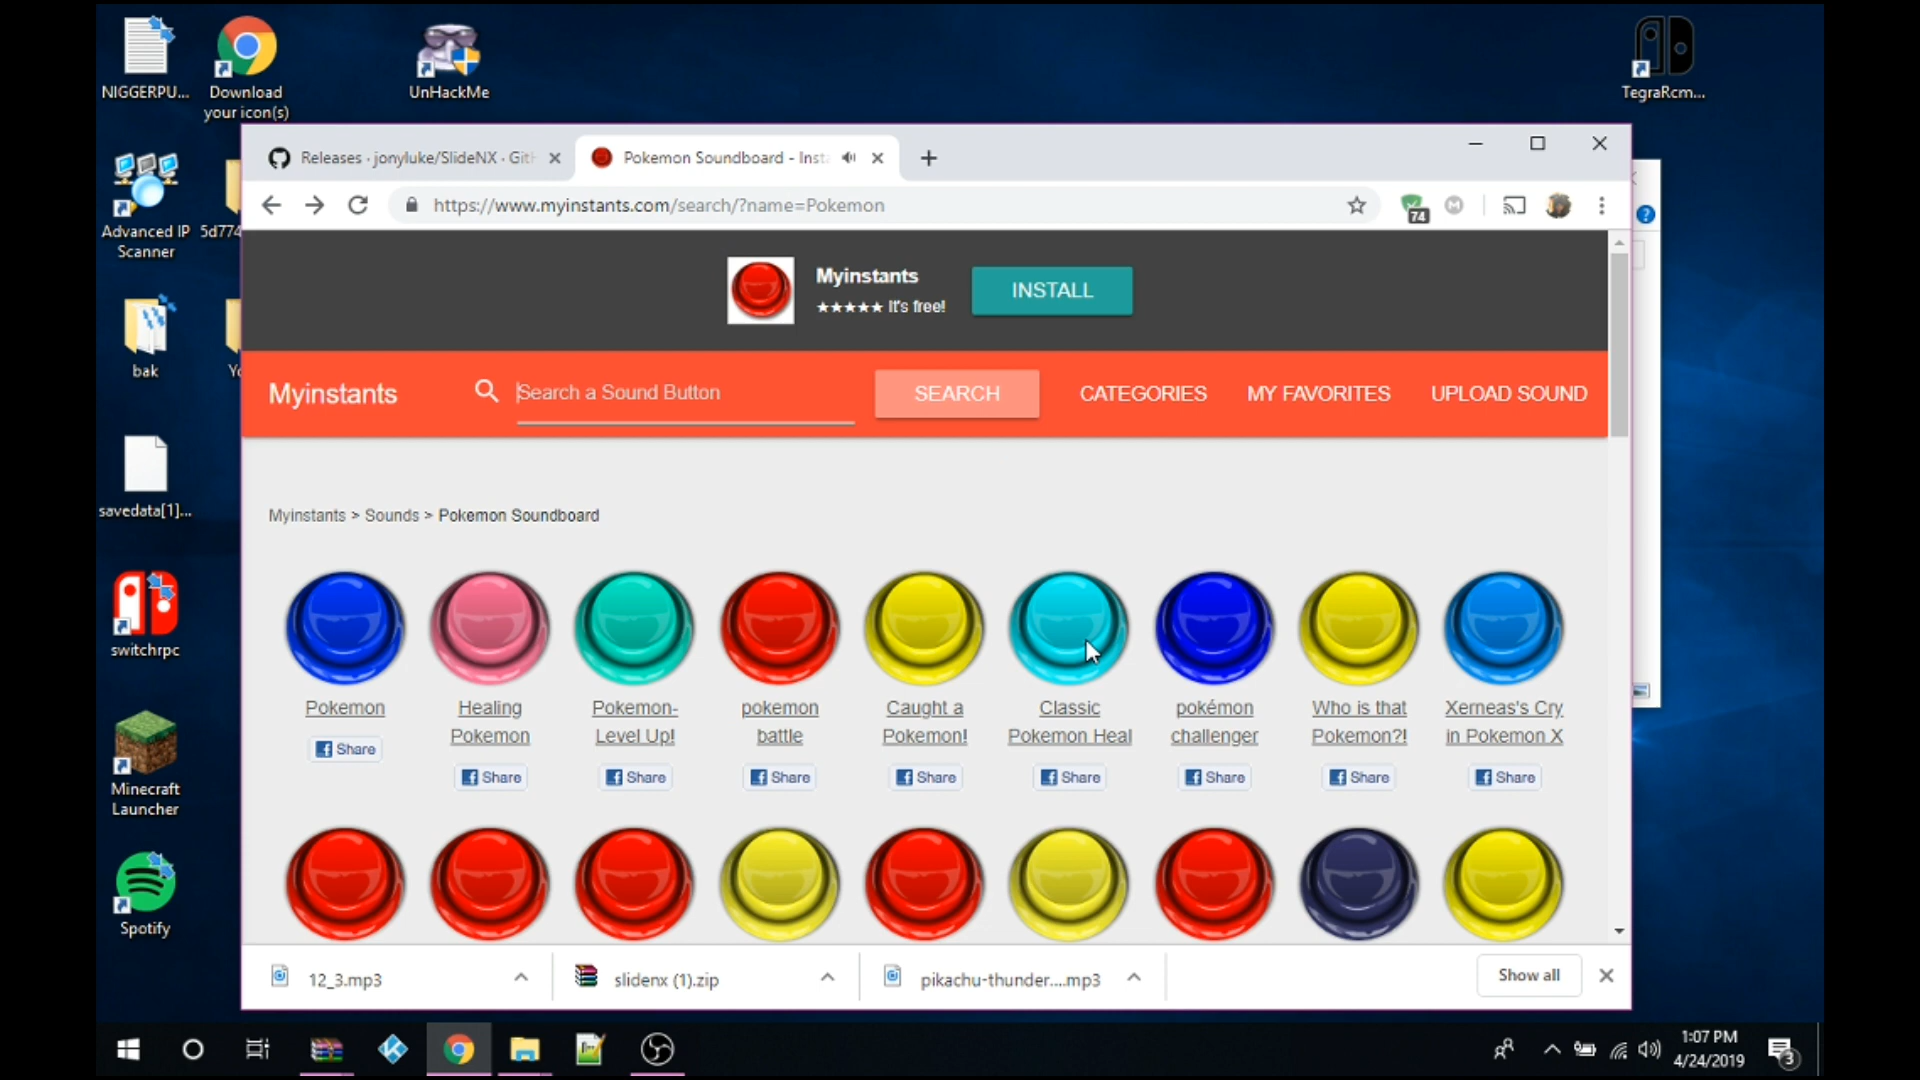 NIGGERPU...
Download
your icon(s)
UnHackMe
TegraRcm...
Releases · jonyluke/SlideNX · Git
Pokemon Soundboard - Inst
https://www.myinstants.com/search/?name=Pokemon
74
Advanced IP
Scanner
5d774
Myinstants
★★★★★ It's free!
INSTALL
bak
Yo
Myinstants
Search a Sound Button
SEARCH
CATEGORIES
MY FAVORITES
UPLOAD SOUND
savedata[1]...
Myinstants > Sounds > Pokemon Soundboard
switchrpc
Pokemon
Healing
Pokemon
Pokemon-
Level Up!
pokemon
battle
Caught a
Pokemon!
Classic
Pokemon Heal
pokémon
challenger
Who is that
Pokemon?!
Xerneas's Cry
in Pokemon X
Share
Share
Share
Share
Share
Share
Share
Share
Share
Minecraft
Launcher
Spotify
12_3.mp3
slidenx (1).zip
pikachu-thunder....mp3
Show all
1:07 PM
4/24/2019
3